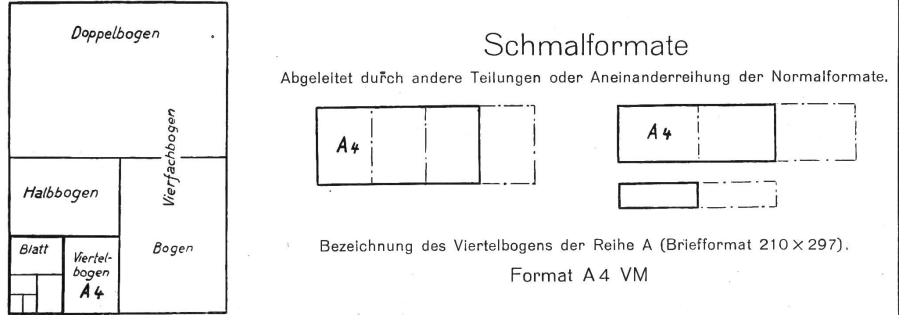 Doppelbogen
Vierfachbogen
Halbbogen
Blatt
Viertel-
bogen
A4
Bogen
Schmalformate
Abgeleitet durch andere Teilungen oder Aneinanderreihung der Normalformate.
A4
A4
Bezeichnung des Viertelbogens der Reihe A (Briefformat 210 × 297).
Format A 4 VM